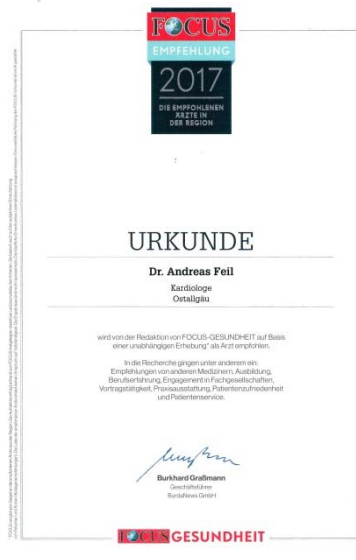 FOCUS
EMPFEHLUNG
2017
DIE EMPFOHLENEN
ÄRZTE IN
DER REGION
URKUNDE
Dr. Andreas Feil
Kardiologe
Ostallgäu
wird von der Redaktion von FOCUS-GESUNDHEIT auf Basis
einer unabhängigen Erhebung* als Arzt empfohlen.
In die Recherche gingen unter anderem ein:
Empfehlungen von anderen Medizinern, Ausbildung,
Berufserfahrung, Engagement in Fachgesellschaften,
Vortragstätigkeit, Praxisausstattung, Patientenzufriedenheit
und Patientenservice.
Burkhard Graßmann
Geschäftsführer
BurdaNews GmbH
FOCUS GESUNDHEIT